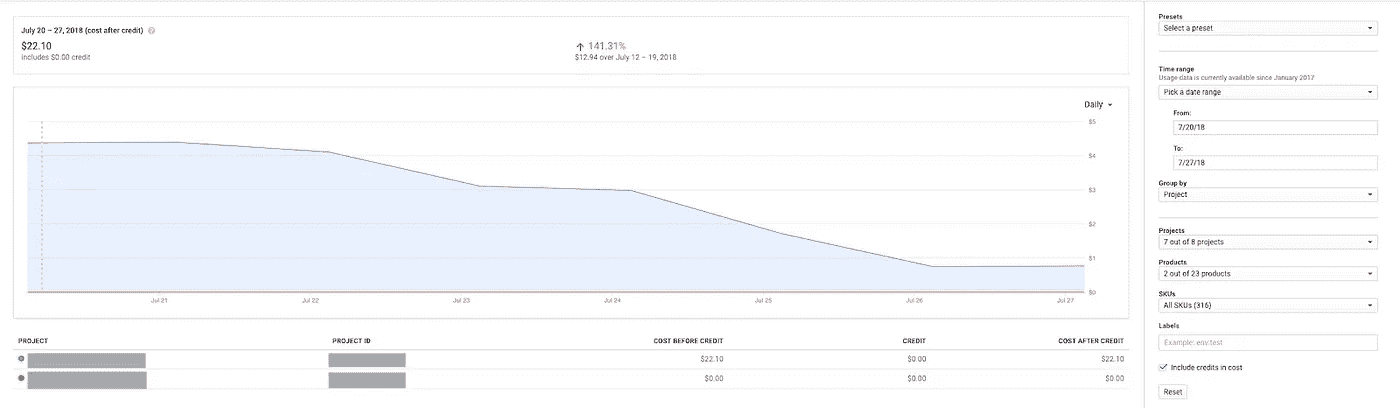 July 20 – 27, 2018 (cost after credit)
$22.10
includes $0.00 credit
141.31%
$12.94 over July 12 – 19, 2018
Daily
$5
$4
$3
$2
$1
$0
Jul 21
Jul 22
Jul 23
Jul 24
Jul 25
Jul 26
Jul 27
PROJECT PROJECT ID COST BEFORE CREDIT CREDIT COST AFTER CREDIT
$22.10 $0.00 $22.10
$0.00 $0.00 $0.00
Presets
Select a preset
Time range
Usage data is currently available since January 2017
Pick a date range
From:
7/20/18
To:
7/27/18
Group by
Project
Projects
7 out of 8 projects
Products
2 out of 23 products
SKUs
All SKUs (316)
Labels
Example: env:test
Include credits in cost
Reset